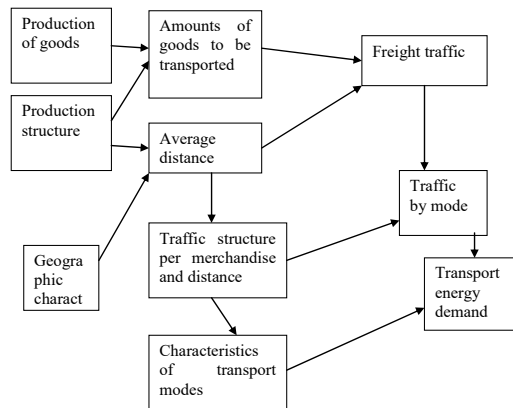 Production
of goods
Amounts of
goods to be
transported
Freight traffic
Production
structure
Average
distance
Traffic
by mode
Traffic structure
per merchandise
and distance
Geogra
phic
charact
Transport
energy
demand
Characteristics
of transport
modes